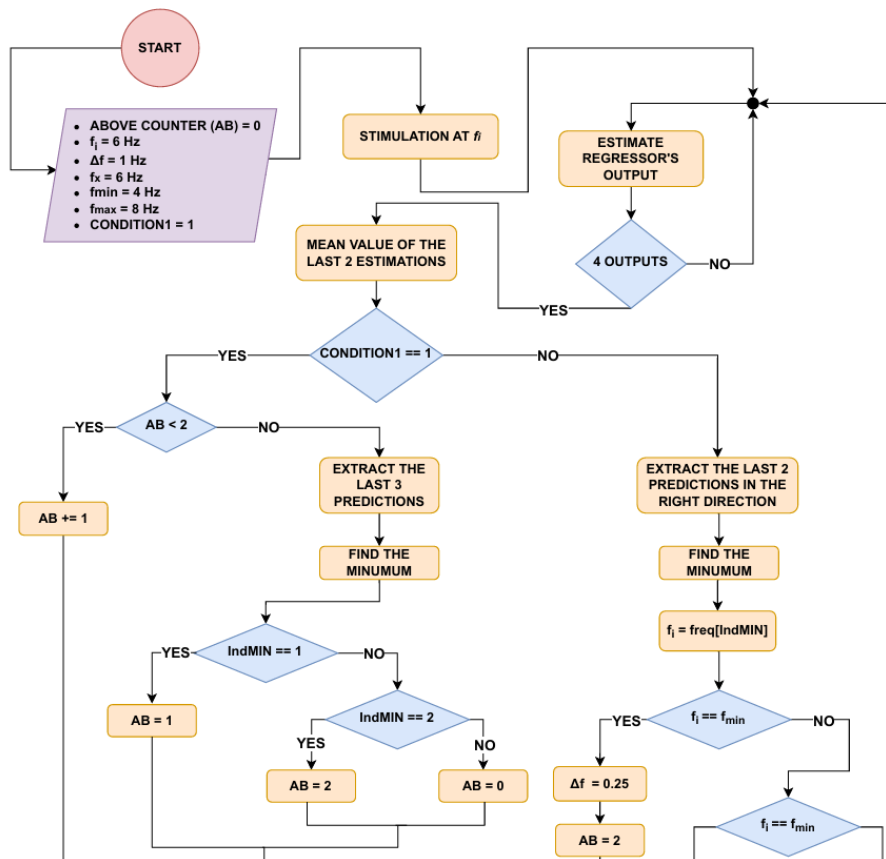 START
ABOVE COUNTER (AB) = 0
fi = 6 Hz
Δf = 1 Hz
fx = 6 Hz
fmin = 4 Hz
fmax = 8 Hz
CONDITION1 = 1
STIMULATION AT fi
ESTIMATE
REGRESSOR'S
OUTPUT
4 OUTPUTS
NO
YES
MEAN VALUE OF THE
LAST 2 ESTIMATIONS
CONDITION1 == 1
YES
NO
AB < 2
YES
NO
AB += 1
EXTRACT THE
LAST 3
PREDICTIONS
FIND THE
MINUMUM
IndMIN == 1
YES
NO
AB = 1
IndMIN == 2
YES
NO
AB = 2
AB = 0
EXTRACT THE LAST 2
PREDICTIONS IN THE
RIGHT DIRECTION
FIND THE
MINUMUM
fi = freq[IndMIN]
fi == fmin
YES
NO
Δf = 0.25
AB = 2
fi == fmin